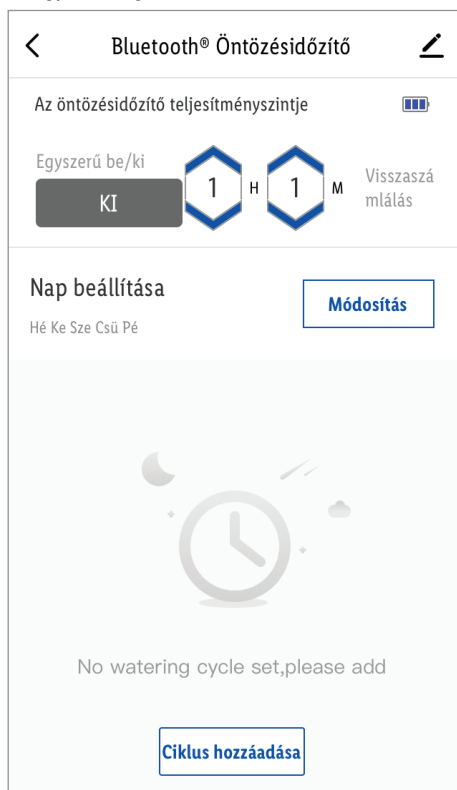 Bluetooth® Öntözésidőzítő
Az öntözésidőzítő teljesítményszintje
Egyszerű be/ki
KI
1 H 1 M
Visszaszá
mlálás
Nap beállítása
Módosítás
Hé Ke Sze Csü Pé
No watering cycle set,please add
Ciklus hozzáadása